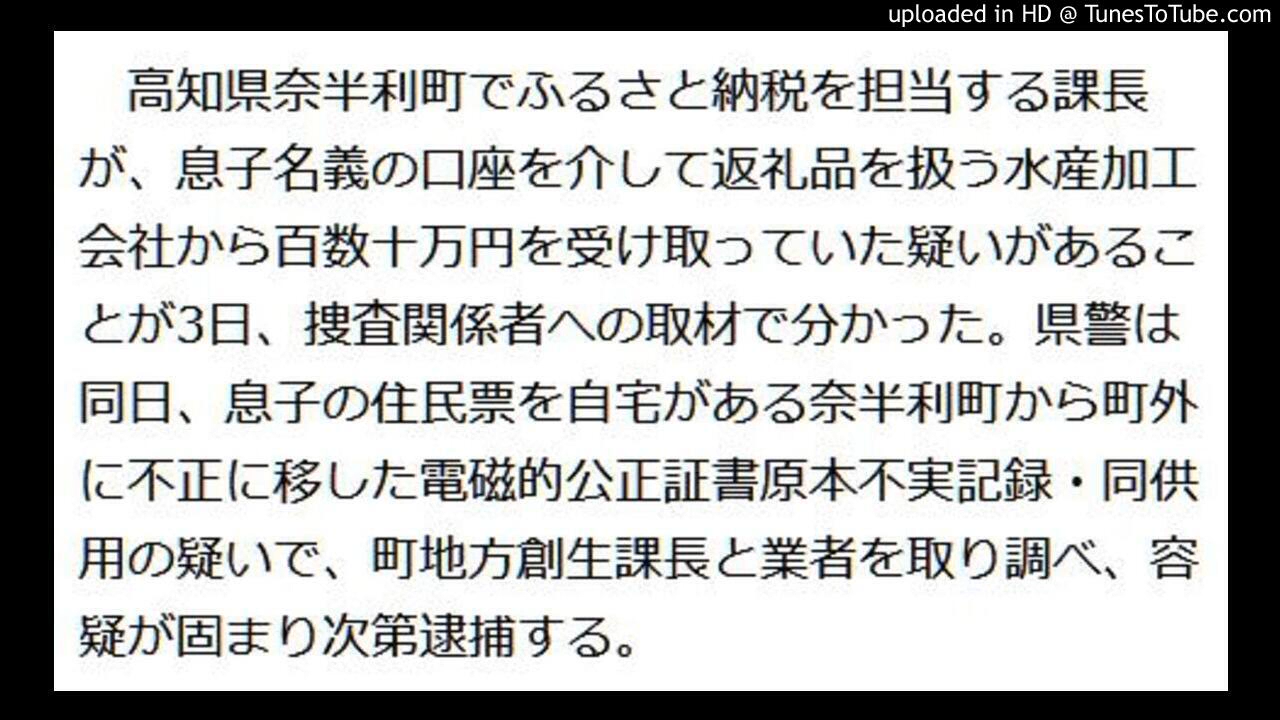 uploaded in HD @ TunesToTube.com
高知県奈半利町でふるさと納税を担当する課長
が、息子名義の口座を介して返礼品を扱う水産加工
会社から百数十万円を受け取っていた疑いがあるこ
とが3日、捜査関係者への取材で分かった。県警は
同日、息子の住民票を自宅がある奈半利町から町外
に不正に移した電磁的公正証書原本不実記録・同供
用の疑いで、町地方創生課長と業者を取り調べ、容
疑が固まり次第逮捕する。